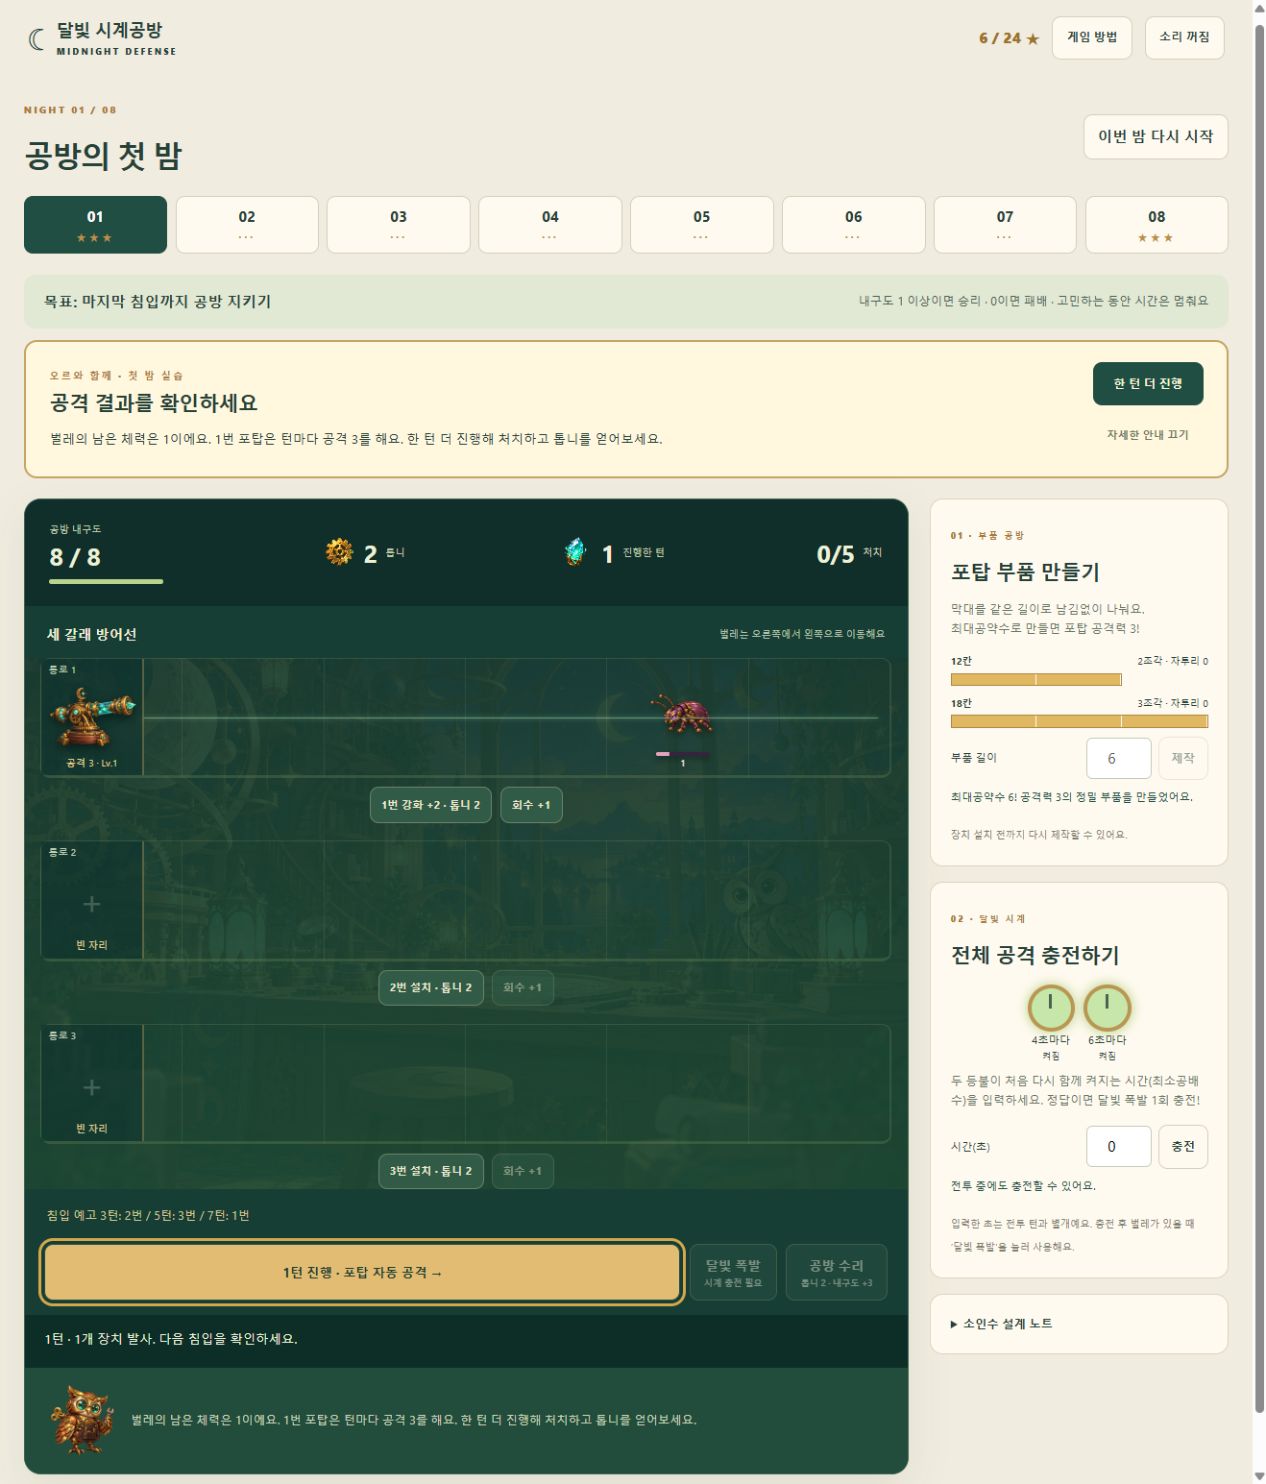 달빛 시계공방
MIDNIGHT DEFENSE
6 / 24 ★
게임 방법
소리 꺼짐
NIGHT 01 / 08
공방의 첫 밤
이번 밤 다시 시작
01
★★★
02
···
03
···
04
···
05
···
06
···
07
···
08
★★★
목표: 마지막 침입까지 공방 지키기
내구도 1 이상이면 승리 · 0이면 패배 · 고민하는 동안 시간은 멈춰요
오르와 함께 · 첫 밤 실습
공격 결과를 확인하세요
벌레의 남은 체력은 1이에요. 1번 포탑은 턴마다 공격 3를 해요. 한 턴 더 진행해 처치하고 톱니를 얻어보세요.
한 턴 더 진행
자세한 안내 끄기
공방 내구도
8 / 8
2 톱니
1 진행한 턴
0/5 처치
세 갈래 방어선
벌레는 오른쪽에서 왼쪽으로 이동해요
통로 1
공격 3 · Lv.1
1
1번 강화 +2 · 톱니 2
회수 +1
통로 2
+
빈 자리
2번 설치 · 톱니 2
회수 +1
통로 3
+
빈 자리
3번 설치 · 톱니 2
회수 +1
침입 예고 3턴: 2번 / 5턴: 3번 / 7턴: 1번
1턴 진행 · 포탑 자동 공격 →
달빛 폭발
시계 충전 필요
공방 수리
톱니 2 · 내구도 +3
1턴 · 1개 장치 발사. 다음 침입을 확인하세요.
벌레의 남은 체력은 1이에요. 1번 포탑은 턴마다 공격 3를 해요. 한 턴 더 진행해 처치하고 톱니를 얻어보세요.
01 · 부품 공방
포탑 부품 만들기
막대를 같은 길이로 남김없이 나눠요.
최대공약수로 만들면 포탑 공격력 3!
12칸
2조각 · 자투리 0
18칸
3조각 · 자투리 0
부품 길이
6
제작
최대공약수 6! 공격력 3의 정밀 부품을 만들었어요.
장치 설치 전까지 다시 제작할 수 있어요.
02 · 달빛 시계
전체 공격 충전하기
4초마다
켜짐
6초마다
켜짐
두 등불이 처음 다시 함께 켜지는 시간(최소공배
수)을 입력하세요. 정답이면 달빛 폭발 1회 충전!
시간(초)
0
충전
전투 중에도 충전할 수 있어요.
입력한 초는 전투 턴과 별개예요. 충전 후 벌레가 있을 때
'달빛 폭발'을 눌러 사용해요.
▶ 소인수 설계 노트